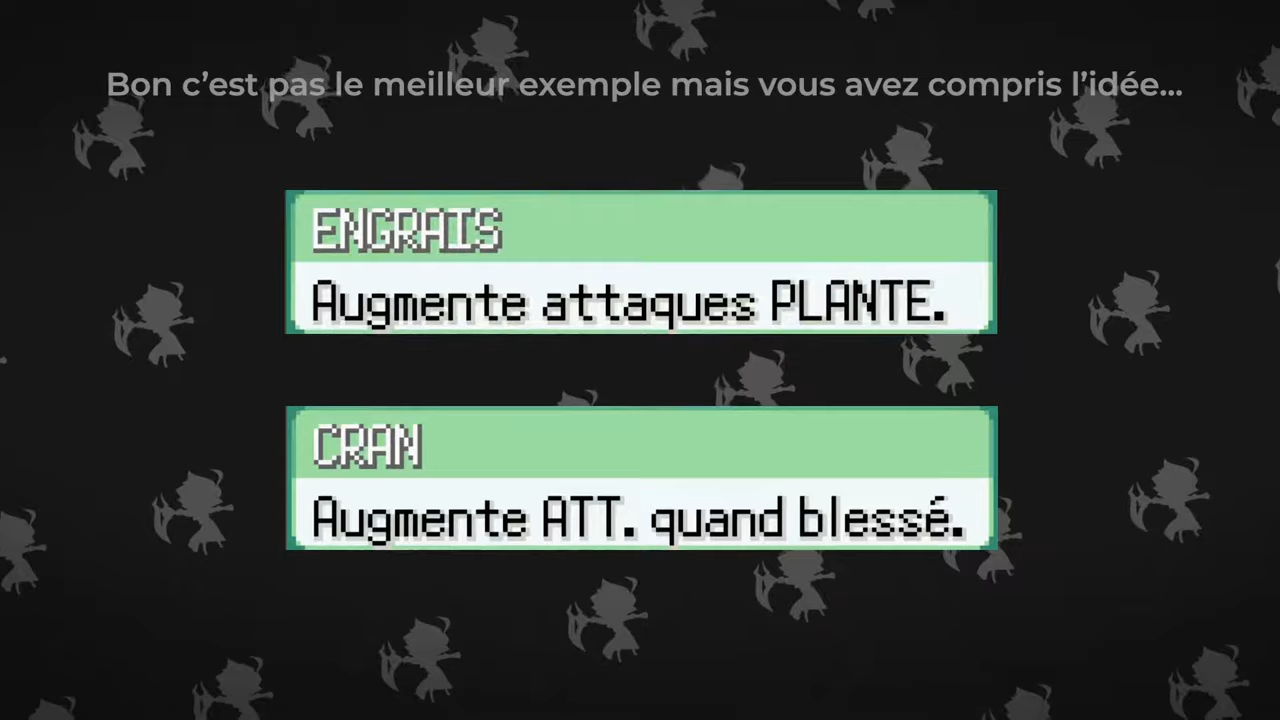 Bon c’est pas le meilleur exemple mais vous avez compris l’idée...
ENGRAIS
Augmente attaques PLANTE.
CRAN
Augmente ATT. quand blessé.